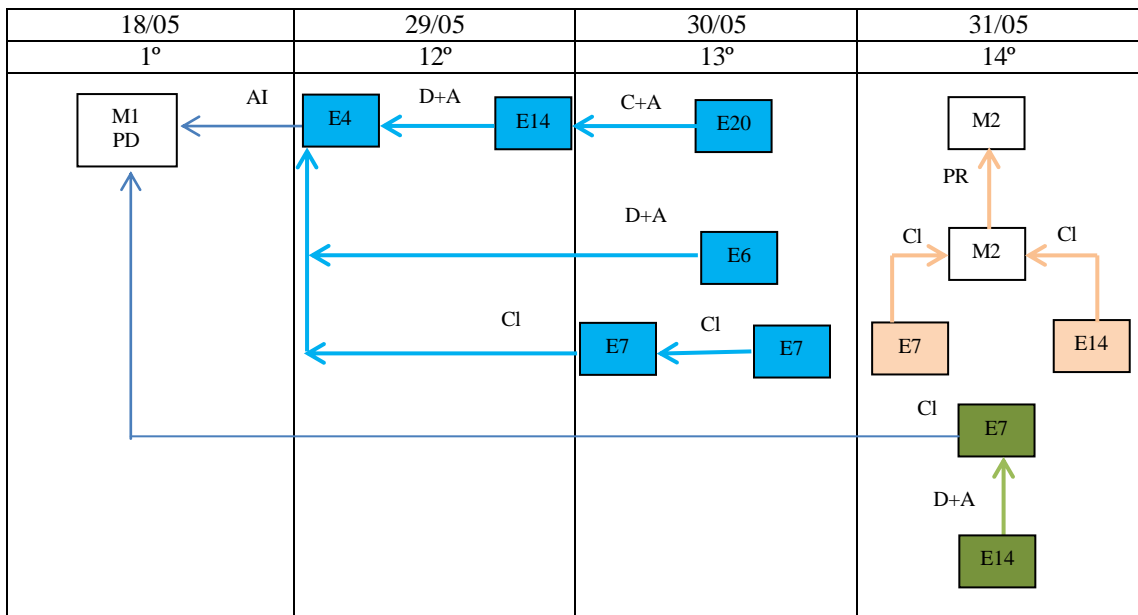 18/05 29/05 30/05 31/05
1º 12º 13º 14º
AI D+A C+A
M1
PD
E4 E14 E20 M2
PR
D+A
Cl Cl
E6 M2
Cl Cl
E7 E7 E7 E14
Cl
E7
D+A
E14